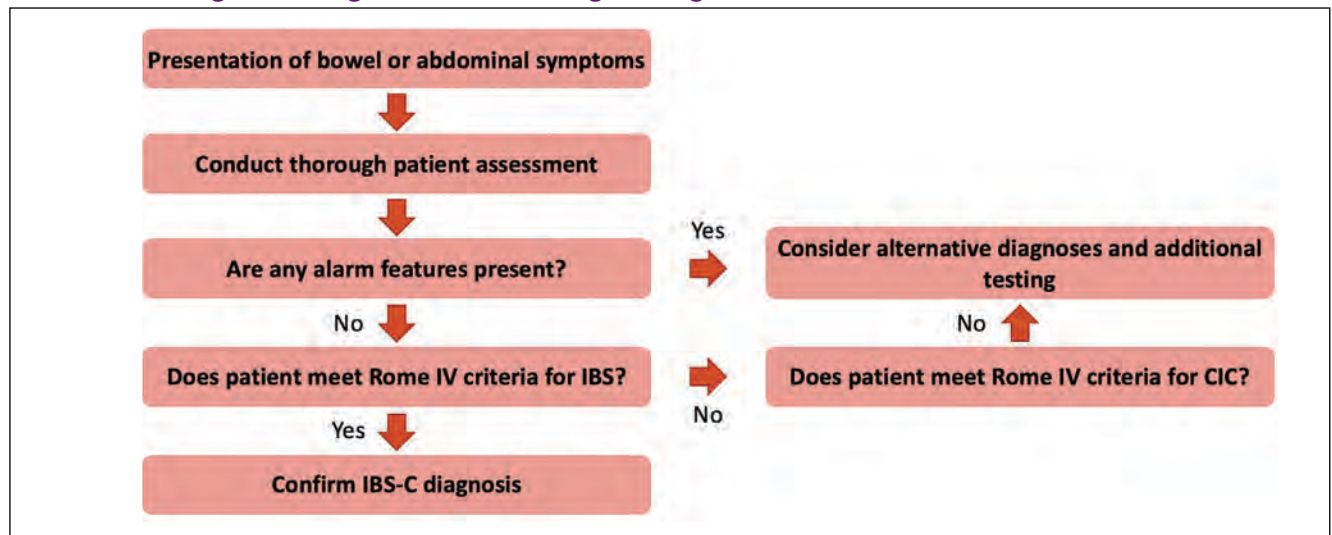 Presentation of bowel or abdominal symptoms
Conduct thorough patient assessment
Are any alarm features present?
Yes
Consider alternative diagnoses and additional
testing
No
No
Does patient meet Rome IV criteria for IBS?
No
Does patient meet Rome IV criteria for CIC?
Yes
Confirm IBS-C diagnosis